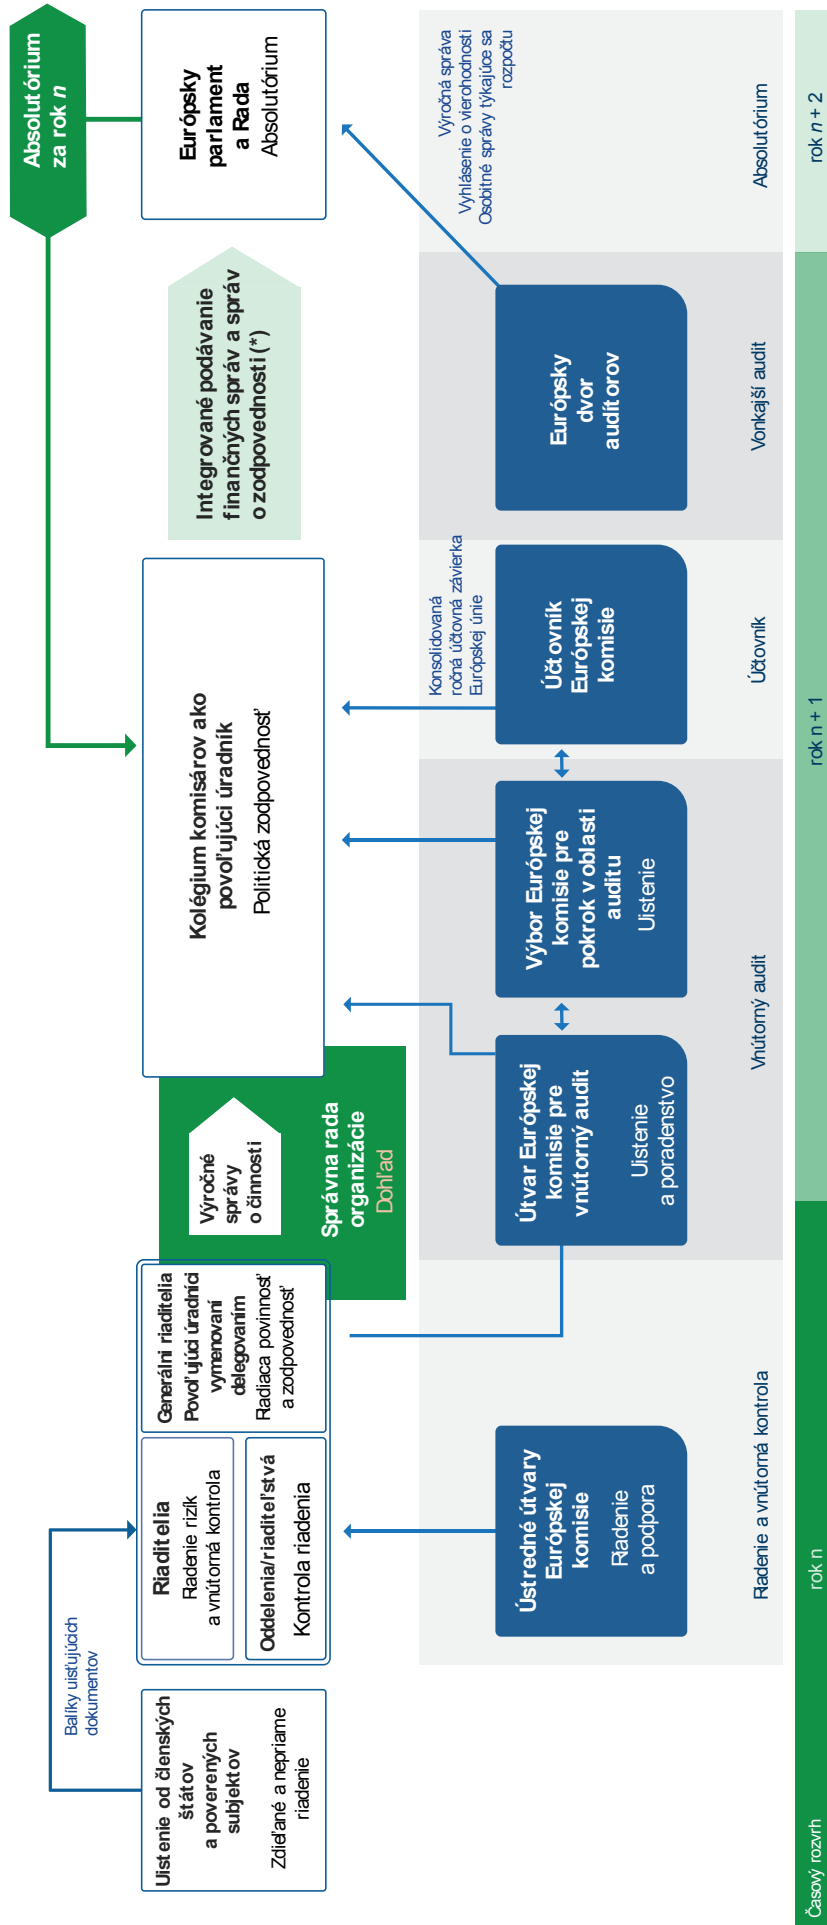 Absolutórium
za rok n
Balíky uisťujúcich
dokumentov
Uistenie od členských
štátov
a poverených
subjektov
Zdieľané a nepriame
riadenie
Riaditelia
Riadenie rizík
a vnútorná kontrola
Oddelenia/riaditeľstvá
Kontrola riadenia
Generálni riaditelia
Povoľujúci úradníci
vymenovaní
delegovaním
Riadiaca povinnosť
a zodpovednosť
Výročné
správy
o činnosti
Správna rada
organizácie
Dohľad
Kolégium komisárov ako
povoľujúci úradník
Politická zodpovednosť
Integrované podávanie
finančných správ a správ
o zodpovednosti (*)
Európsky
parlament
a Rada
Absolutórium
Ústredné útvary
Európskej
komisie
Riadenie
a podpora
Útvar Európskej
komisie pre
vnútorný audit
Uistenie
a poradenstvo
Výbor Európskej
komisie pre
pokrok v oblasti
auditu
Uistenie
Konsolidovaná
ročná účtovná závierka
Európskej únie
Účtovník
Európskej
komisie
Európsky
dvor
audítorov
Výročná správa
Vyhlásenie o vierohodnosti
Osobitné správy týkajúce sa
rozpočtu
Riadenie a vnútorná kontrola
Vnútorný audit
Účtovník
Vonkajší audit
Absolutórium
Časový rozvrh
rok n
rok n + 1
rok n + 2